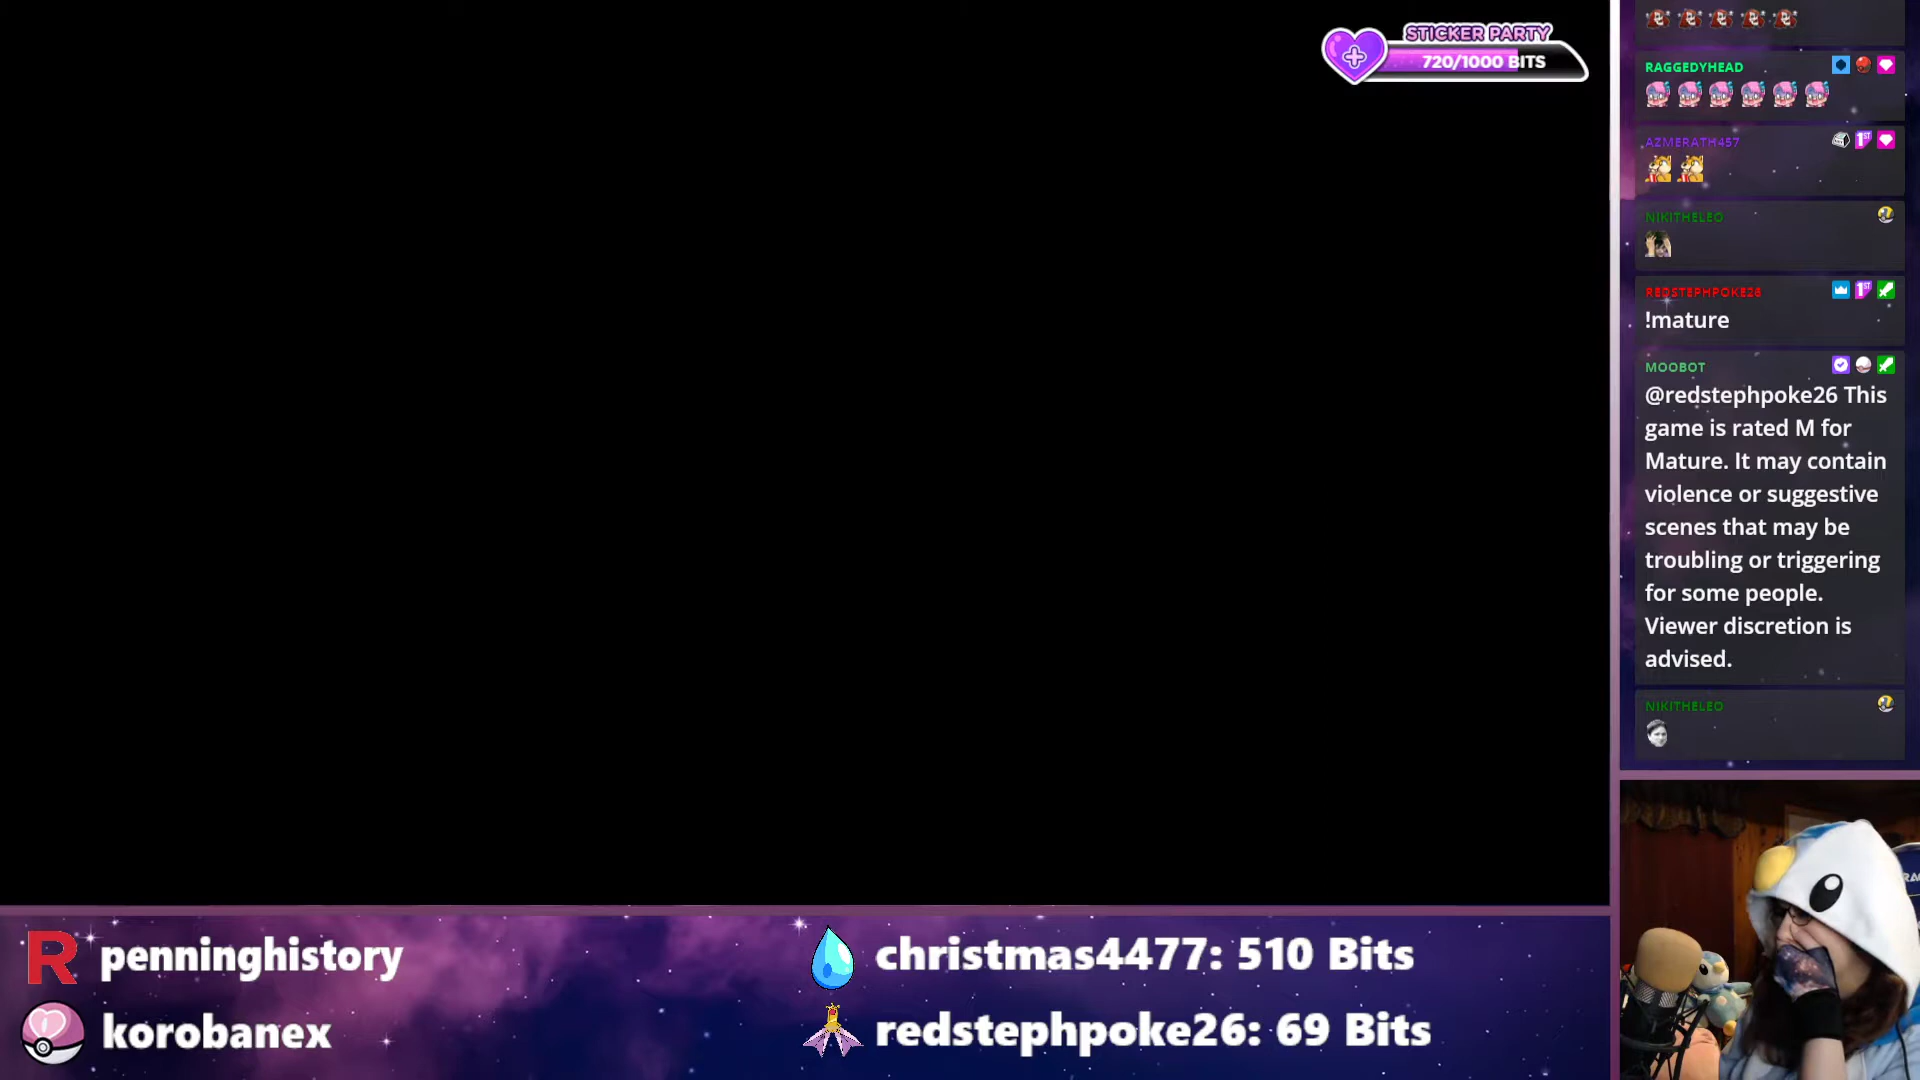 STICKER PARTY
720/1000 BITS
RAGGEDYHEAD
AZMERATH457
NIKITHELEO
REDSTEPHPOKE26
!mature
MOOBOT
@redstephpoke26 This
game is rated M for
Mature. It may contain
violence or suggestive
scenes that may be
troubling or triggering
for some people.
Viewer discretion is
advised.
NIKITHELEO
R penninghistory
korobanex
christmas4477: 510 Bits
redstephpoke26: 69 Bits